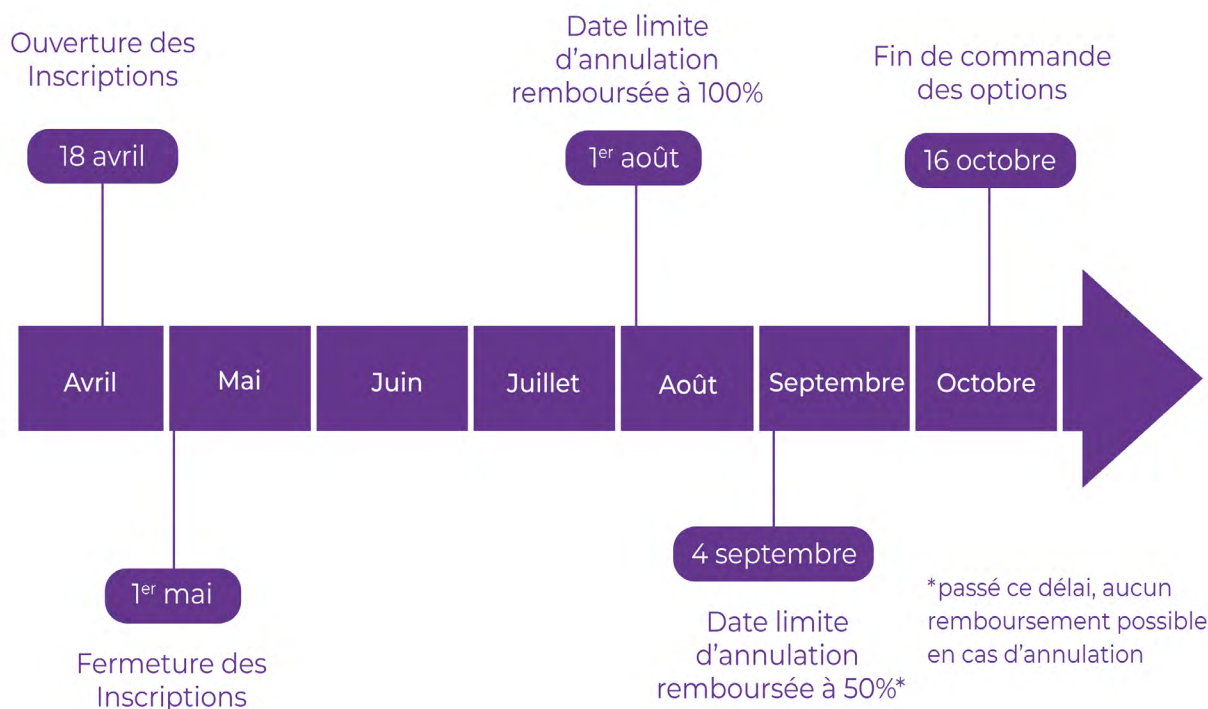 Ouverture des
Inscriptions
18 avril
Date limite
d'annulation
remboursée à 100%
1er août
Fin de commande
des options
16 octobre
Avril
Mai
Juin
Juillet
Août
Septembre
Octobre
1er mai
Fermeture des
Inscriptions
4 septembre
Date limite
d'annulation
remboursée à 50%*
*passé ce délai, aucun
remboursement possible
en cas d'annulation